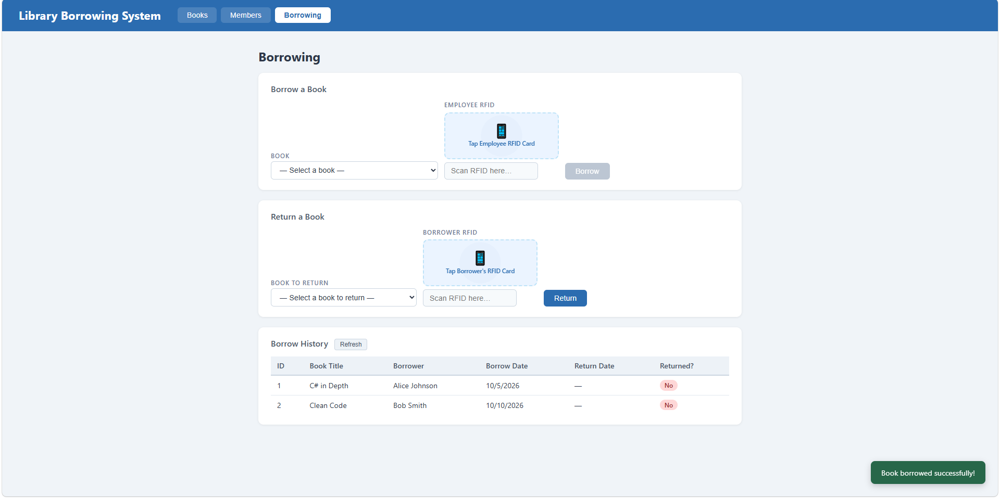 Library Borrowing System Books Members Borrowing
Borrowing
Borrow a Book
EMPLOYEE RFID
Tap Employee RFID Card
BOOK
— Select a book — Scan RFID here... Borrow
Return a Book
BORROWER RFID
Tap Borrower's RFID Card
BOOK TO RETURN
— Select a book to return — Scan RFID here... Return
Borrow History Refresh
ID Book Title Borrower Borrow Date Return Date Returned?
1 C# in Depth Alice Johnson 10/5/2026 — No
2 Clean Code Bob Smith 10/10/2026 — No
Book borrowed successfully!